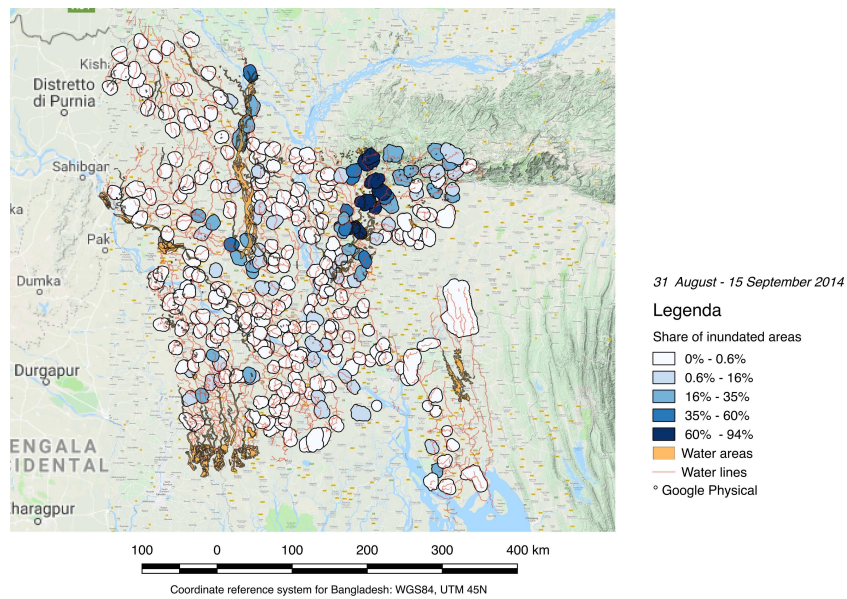 Kish
Distretto
di Purnia
Sahibgar
ka
Pak
Dumka
Durgapur
ENGALA
CIDENTAL
haragpur
31 August - 15 September 2014
Legenda
Share of inundated areas
0% - 0.6%
0.6% - 16%
16% - 35%
35% - 60%
60% - 94%
Water areas
Water lines
Google Physical
100 0 100 200 300 400 km
Coordinate reference system for Bangladesh: WGS84, UTM 45N